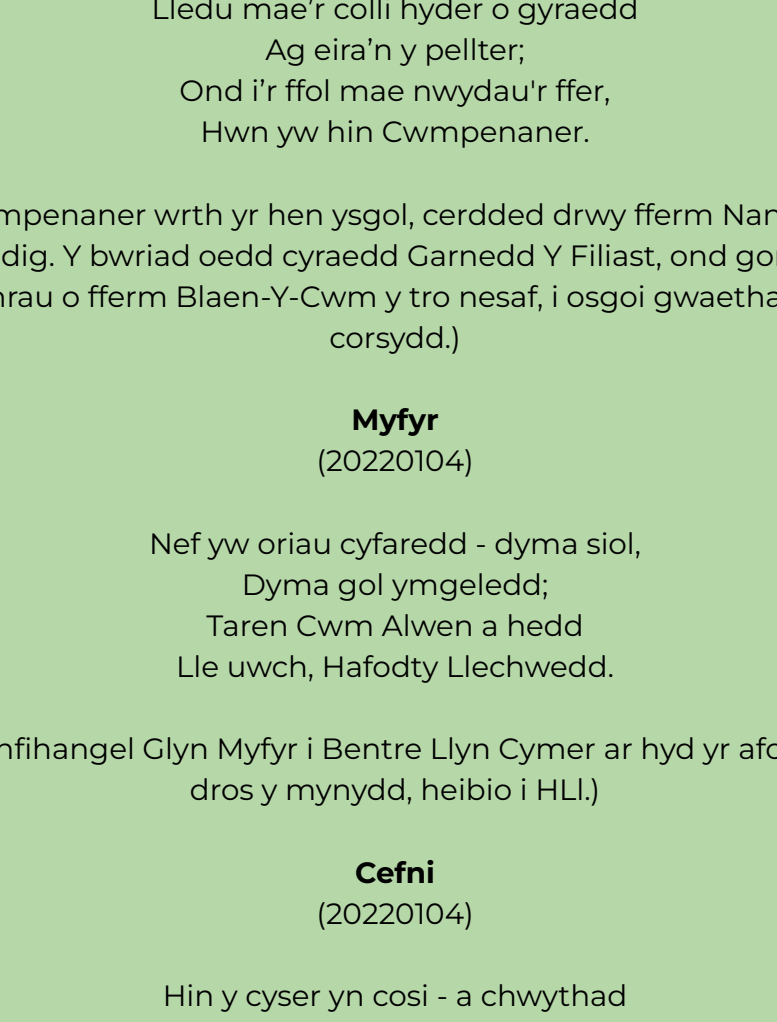 Lledu mae'r colli hyder o gyraedd
Ag eira’n y pellter;
Ond i’r ffol mae nwydau'r ffer,
Hwn yw hin Cwmpenaner.
mpenaner wrth yr hen ysgol, cerdded drwy fferm Nan
dig. Y bwriad oedd cyraedd Garnedd Y Filiast, ond gor
hrau o fferm Blaen-Y-Cwm y tro nesaf, i osgoi gwaetha
corsydd.)
Myfyr
(20220104)
Nef yw oriau cyfaredd - dyma siol,
Dyma gol ymgeledd;
Taren Cwm Alwen a hedd
Lle uwch, Hafodty Llechwedd.
nfihangel Glyn Myfyr i Bentre Llyn Cymer ar hyd yr afo
dros y mynydd, heibio i HLl.)
Cefni
(20220104)
Hin y cyser yn cosi - a chwythad